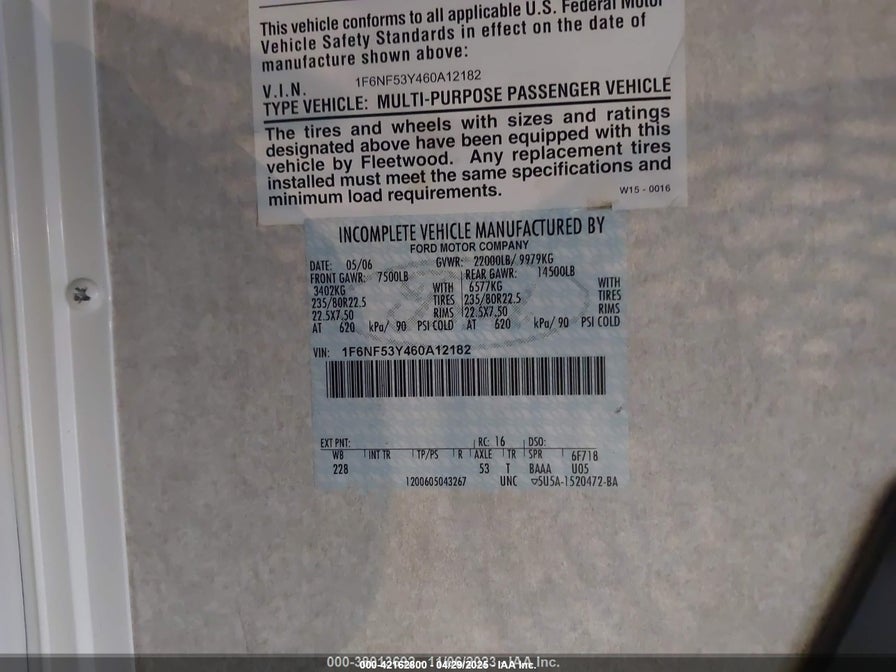 This vehicle conforms to all applicable U.S. Federal Motor
Vehicle Safety Standards in effect on the date of
manufacture shown above:
V.I.N. 1F6NF53Y460A12182
TYPE VEHICLE: MULTI-PURPOSE PASSENGER VEHICLE
The tires and wheels with sizes and ratings
designated above have been equipped with this
vehicle by Fleetwood. Any replacement tires
installed must meet the same specifications and
minimum load requirements.
W15 - 0016
INCOMPLETE VEHICLE MANUFACTURED BY
FORD MOTOR COMPANY
DATE: 05/06 GVWR: 22000LB/ 9979KG
FRONT GAWR: 7500LB REAR GAWR: 14500LB
3402KG WITH 6577KG WITH
235/80R22.5 TIRES 235/80R22.5 TIRES
22.5X7.50 RIMS 22.5X7.50 RIMS
AT 620 kPa/ 90 PSI COLD AT 620 kPa/ 90 PSI COLD
VIN: 1F6NF53Y460A12182
EXT PNT: RC: 16 DSO:
WB INT TR TP/PS R AXLE TR SPR 6F718
228 53 T BAAA U05
1200605043267 UNC 5U5A-1520472-BA
000-42162800 04/29/2025 IAA Inc.